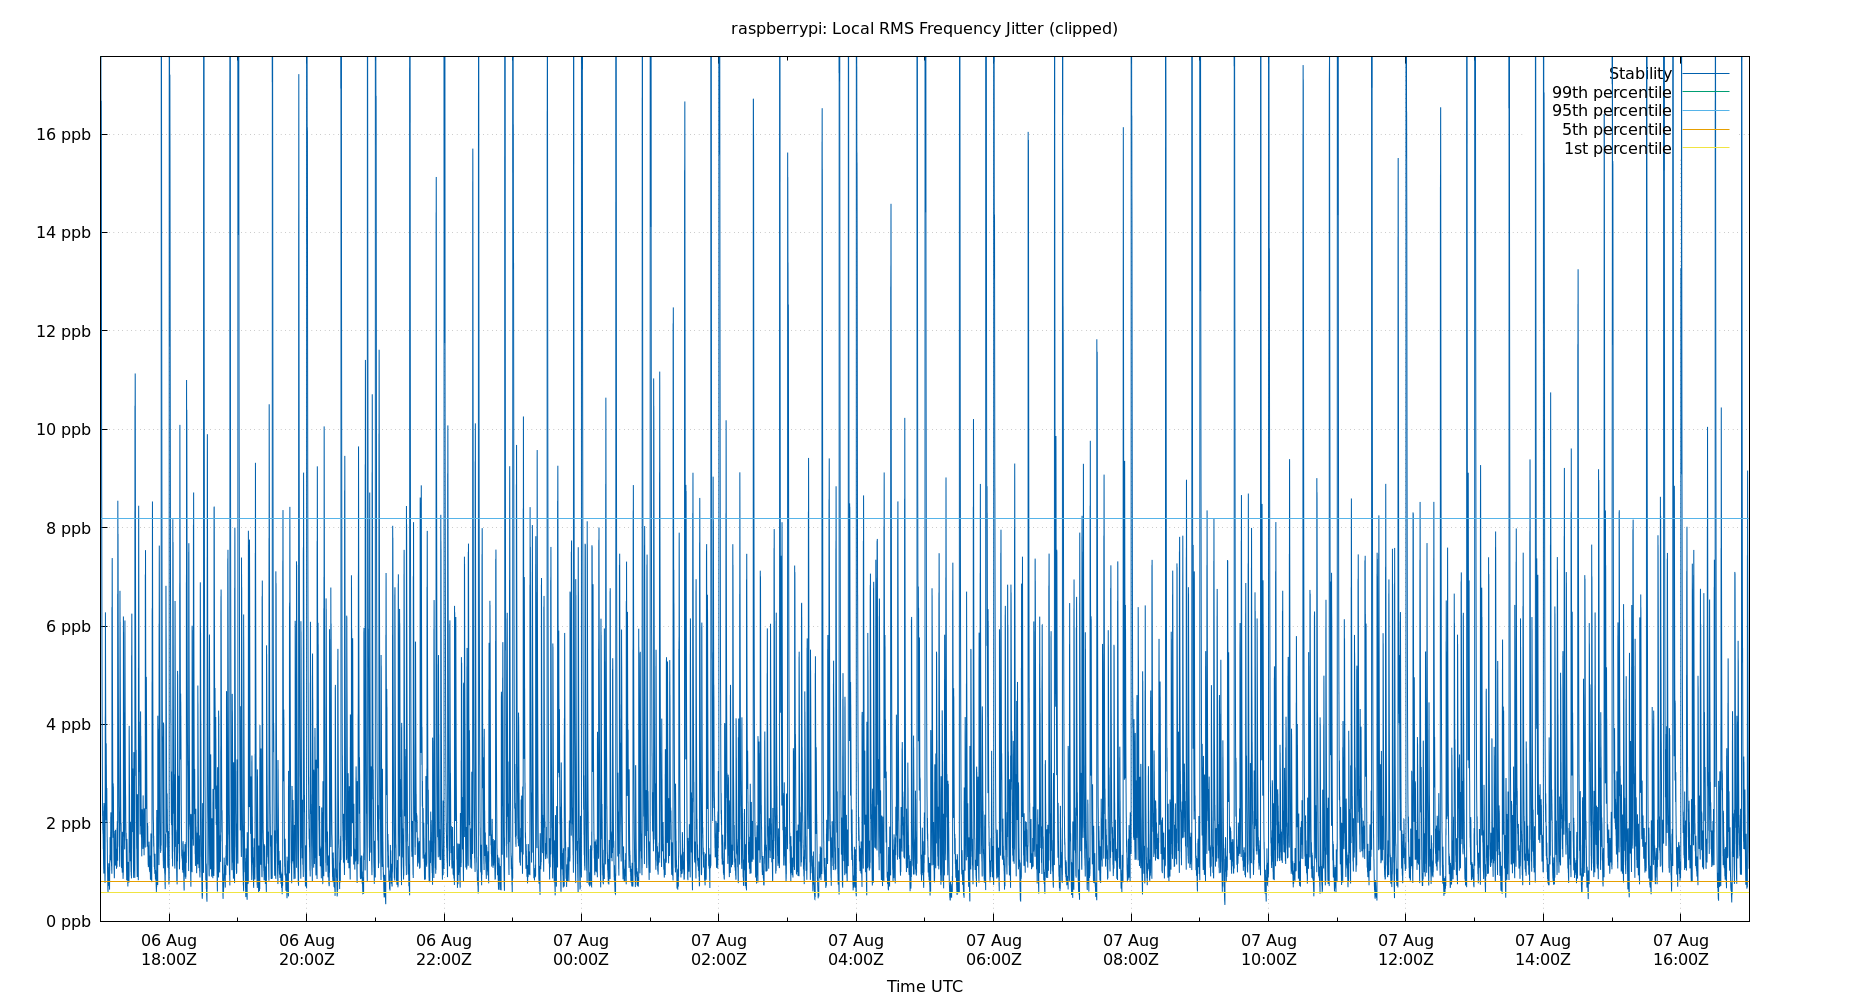 raspberrypi: Local RMS Frequency Jitter (clipped)
Stability
99th percentile
95th percentile
5th percentile
1st percentile
16 ppb
14 ppb
12 ppb
10 ppb
8 ppb
6 ppb
4 ppb
2 ppb
0 ppb
06 Aug 06 Aug 06 Aug 07 Aug 07 Aug 07 Aug 07 Aug 07 Aug 07 Aug 07 Aug 07 Aug 07 Aug
18:00Z 20:00Z 22:00Z 00:00Z 02:00Z 04:00Z 06:00Z 08:00Z 10:00Z 12:00Z 14:00Z 16:00Z
Time UTC